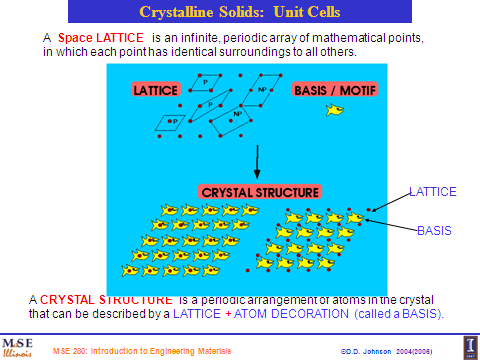 Crystalline Solids: Unit Cells
A Space LATTICE is an infinite, periodic array of mathematical points,
in which each point has identical surroundings to all others.
LATTICE
BASIS / MOTIF
P
NP
P
P
NP
CRYSTAL STRUCTURE
LATTICE
BASIS
A CRYSTAL STRUCTURE is a periodic arrangement of atoms in the crystal
that can be described by a LATTICE + ATOM DECORATION (called a BASIS).
MSE
Illinois
MSE 280: Introduction to Engineering Materials
©D.D. Johnson 2004(2006)
I